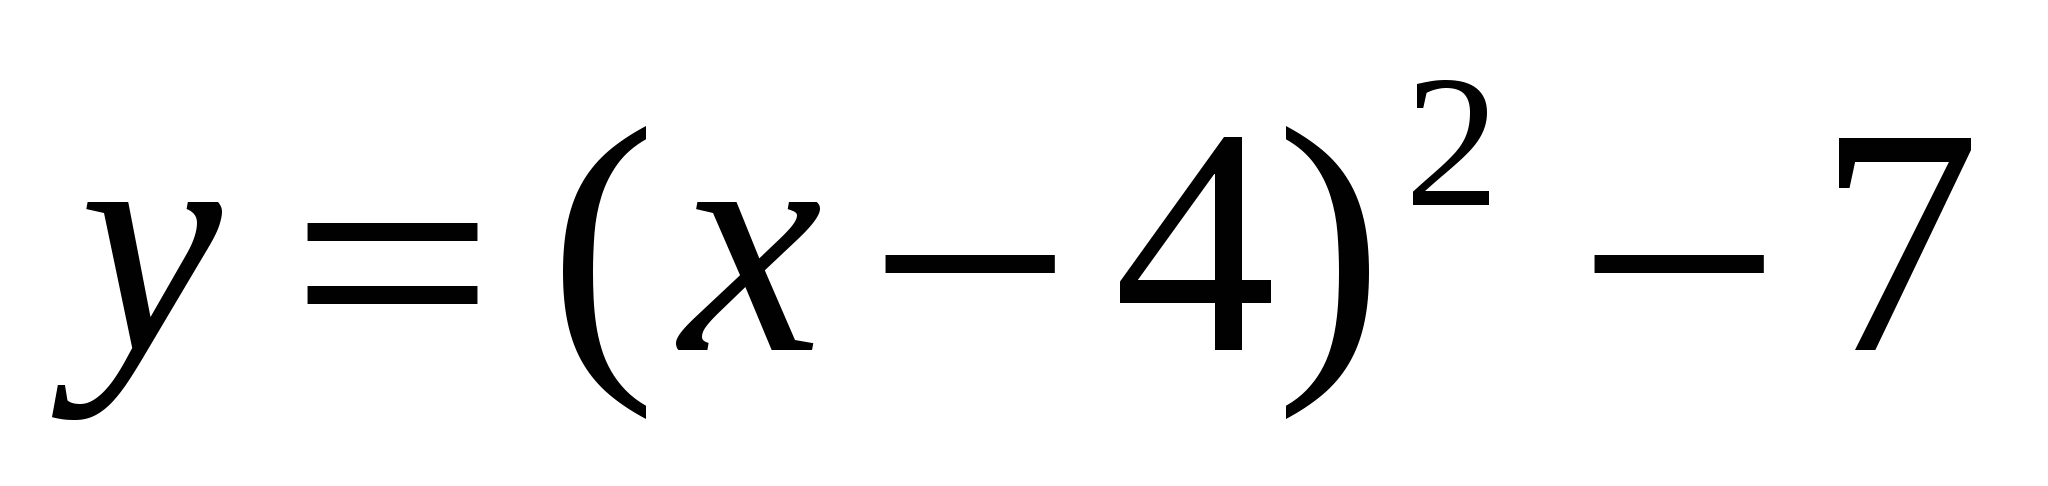 y = (x − 4)² − 7